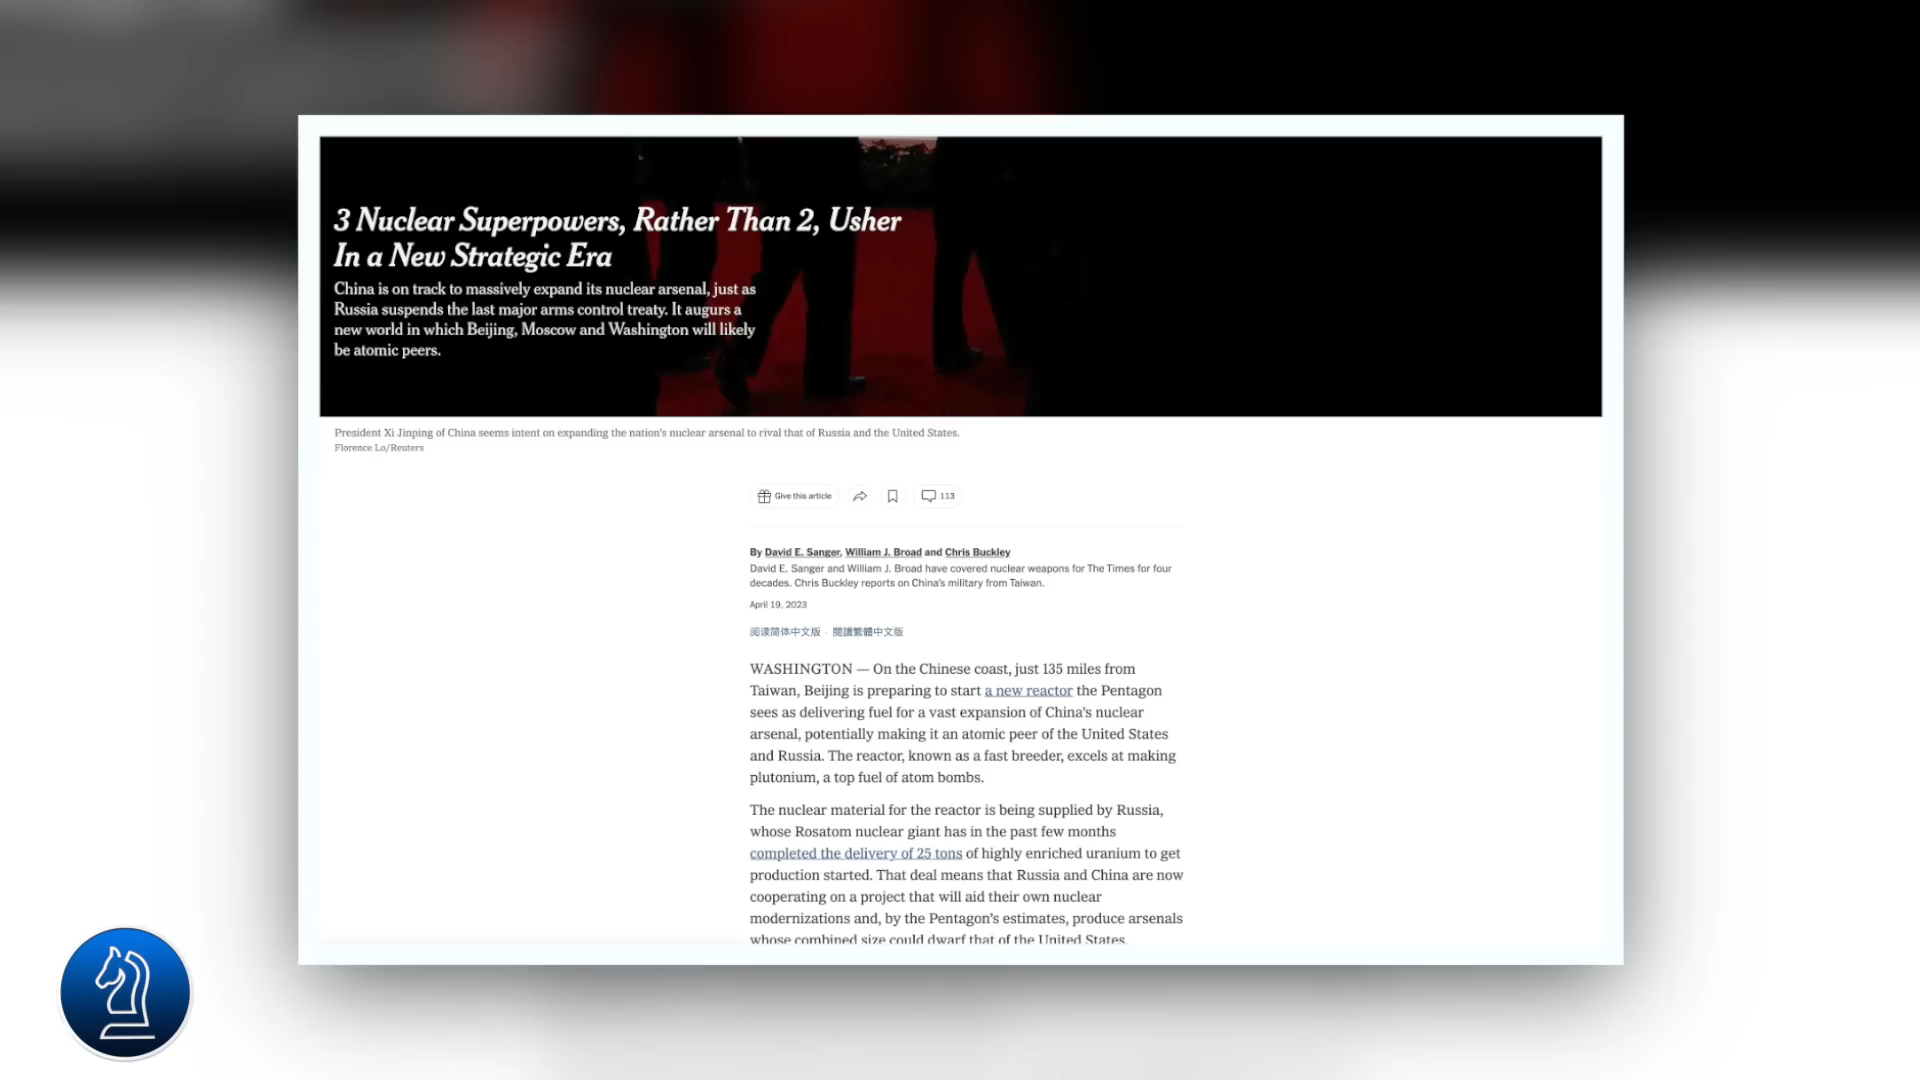 3 Nuclear Superpowers, Rather Than 2, Usher
In a New Strategic Era
China is on track to massively expand its nuclear arsenal, just as
Russia suspends the last major arms control treaty. It augurs a
new world in which Beijing, Moscow and Washington will likely
be atomic peers.
President Xi Jinping of China seems intent on expanding the nation's nuclear arsenal to rival that of Russia and the United States.
Florence Lo/Reuters
Give this article
113
By David E. Sanger, William J. Broad and Chris Buckley
David E. Sanger and William J. Broad have covered nuclear weapons for The Times for four
decades. Chris Buckley reports on China's military from Taiwan.
April 19, 2023
阅读简体中文版 · 閱讀繁體中文版
WASHINGTON — On the Chinese coast, just 135 miles from
Taiwan, Beijing is preparing to start a new reactor the Pentagon
sees as delivering fuel for a vast expansion of China's nuclear
arsenal, potentially making it an atomic peer of the United States
and Russia. The reactor, known as a fast breeder, excels at making
plutonium, a top fuel of atom bombs.
The nuclear material for the reactor is being supplied by Russia,
whose Rosatom nuclear giant has in the past few months
completed the delivery of 25 tons of highly enriched uranium to get
production started. That deal means that Russia and China are now
cooperating on a project that will aid their own nuclear
modernizations and, by the Pentagon's estimates, produce arsenals
whose combined size could dwarf that of the United States.